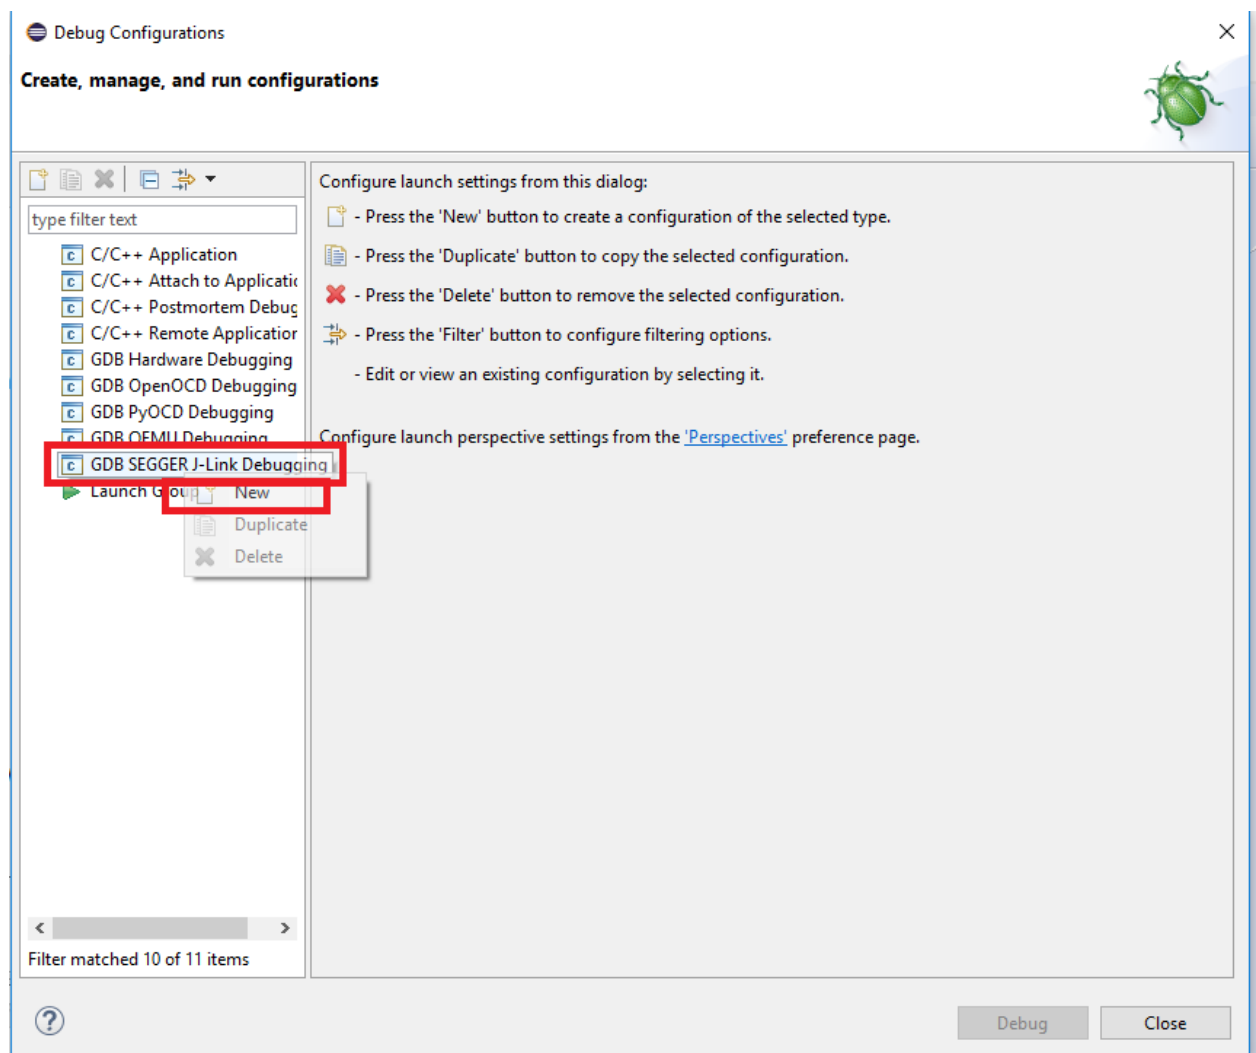 Debug Configurations
Create, manage, and run configurations
type filter text
C/C++ Application
C/C++ Attach to Applicatic
C/C++ Postmortem Debug
C/C++ Remote Application
GDB Hardware Debugging
GDB OpenOCD Debugging
GDB PyOCD Debugging
GDB QEMU Debugging
GDB SEGGER J-Link Debugging
Launch Group
New
Duplicate
Delete
Filter matched 10 of 11 items
Configure launch settings from this dialog:
- Press the 'New' button to create a configuration of the selected type.
- Press the 'Duplicate' button to copy the selected configuration.
- Press the 'Delete' button to remove the selected configuration.
- Press the 'Filter' button to configure filtering options.
- Edit or view an existing configuration by selecting it.
Configure launch perspective settings from the 'Perspectives' preference page.
Debug
Close